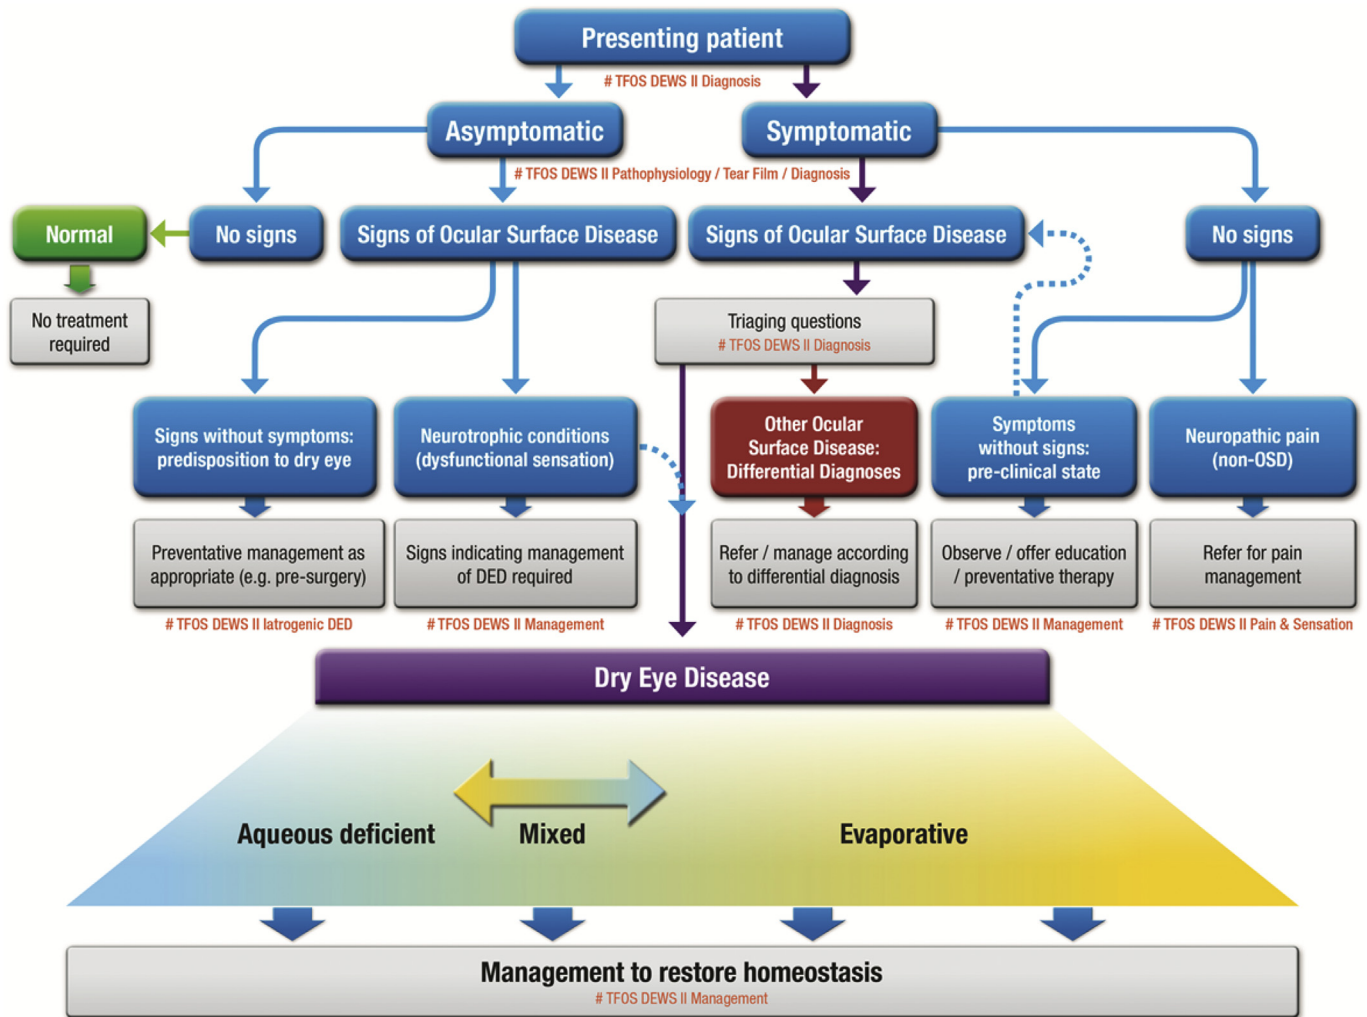 Presenting patient
# TFOS DEWS II Diagnosis
Asymptomatic
Symptomatic
# TFOS DEWS II Pathophysiology / Tear Film / Diagnosis
Normal
No signs
Signs of Ocular Surface Disease
Signs of Ocular Surface Disease
No signs
No treatment
required
Triaging questions
# TFOS DEWS II Diagnosis
Signs without symptoms:
predisposition to dry eye
Neurotrophic conditions
(dysfunctional sensation)
Other Ocular
Surface Disease:
Differential Diagnoses
Symptoms
without signs:
pre-clinical state
Neuropathic pain
(non-OSD)
Preventative management as
appropriate (e.g. pre-surgery)
Signs indicating management
of DED required
Refer / manage according
to differential diagnosis
Observe / offer education
/ preventative therapy
Refer for pain
management
# TFOS DEWS II Iatrogenic DED
# TFOS DEWS II Management
# TFOS DEWS II Diagnosis
# TFOS DEWS II Management
# TFOS DEWS II Pain & Sensation
Dry Eye Disease
Aqueous deficient
Mixed
Evaporative
Management to restore homeostasis
# TFOS DEWS II Management